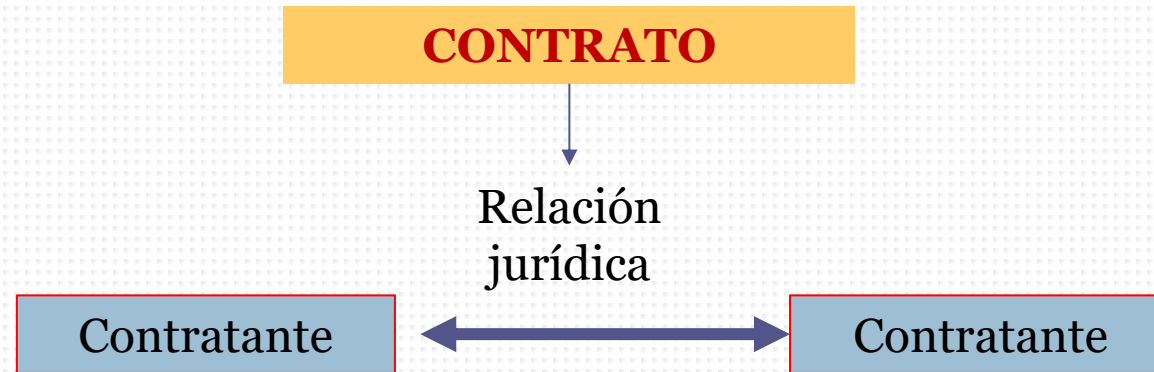 CONTRATO
Relación
jurídica
Contratante
Contratante